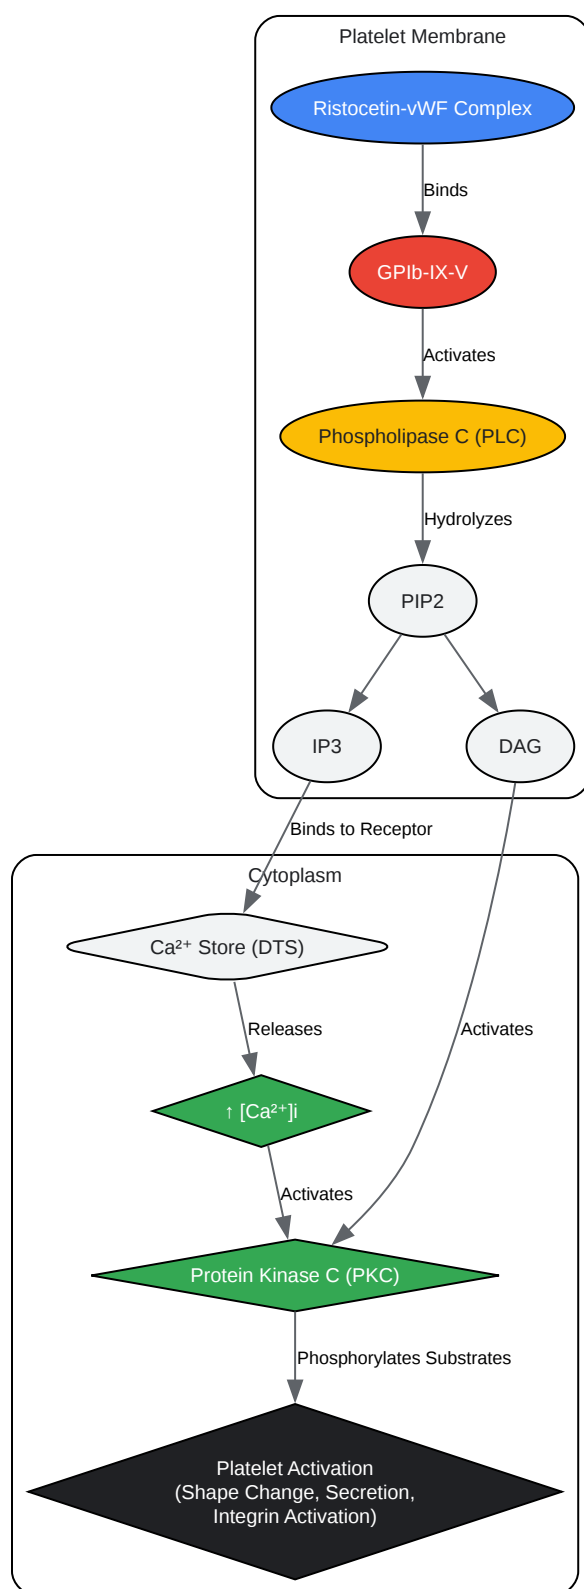 Platelet Membrane
Ristocetin-vWF Complex
Binds
GPIb-IX-V
Activates
Phospholipase C (PLC)
Hydrolyzes
PIP2
IP3
DAG
Binds to Receptor
Cytoplasm
Ca²⁺ Store (DTS)
Releases
Activates
↑ [Ca²⁺]i
Activates
Protein Kinase C (PKC)
Phosphorylates Substrates
Platelet Activation
(Shape Change, Secretion,
Integrin Activation)